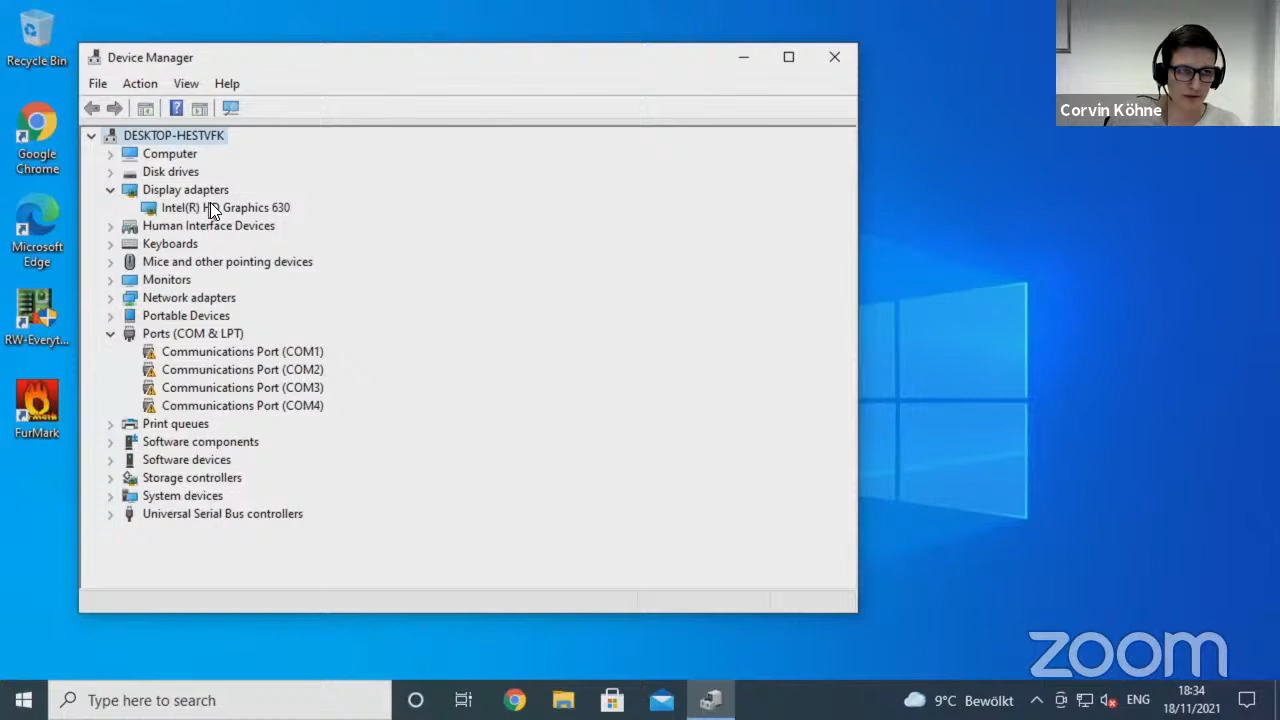 Recycle Bin
Google
Chrome
Microsoft
Edge
RW-Everyt...
FurMark
Device Manager
File Action View Help
DESKTOP-HESTVFK
Computer
Disk drives
Display adapters
Intel(R) HD Graphics 630
Human Interface Devices
Keyboards
Mice and other pointing devices
Monitors
Network adapters
Portable Devices
Ports (COM & LPT)
Communications Port (COM1)
Communications Port (COM2)
Communications Port (COM3)
Communications Port (COM4)
Print queues
Software components
Software devices
Storage controllers
System devices
Universal Serial Bus controllers
Corvin Köhne
zoom
Type here to search
9°C Bewölkt
ENG
18:34
18/11/2021